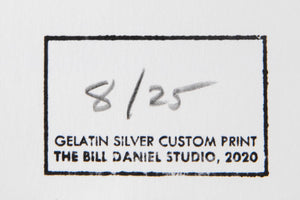 8/25
GELATIN SILVER CUSTOM PRINT
THE BILL DANIEL STUDIO, 2020